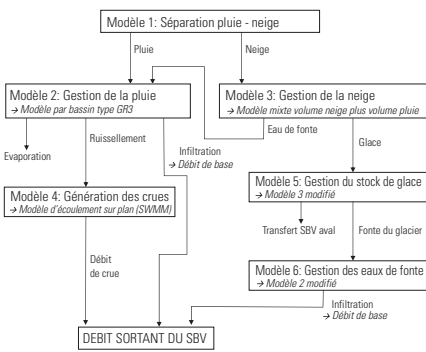 Modèle 1: Séparation pluie - neige
Pluie
Neige
Modèle 2: Gestion de la pluie
→ Modèle par bassin type GR3
Modèle 3: Gestion de la neige
→ Modèle mixte volume neige plus volume pluie
Eau de fonte
Evaporation
Ruissellement
Infiltration
→ Débit de base
Glace
Modèle 4: Génération des crues
→ Modèle d'écoulement sur plan (SWMM)
Modèle 5: Gestion du stock de glace
→ Modèle 3 modifié
Transfert SBV aval
Fonte du glacier
Débit
de crue
Modèle 6: Gestion des eaux de fonte
→ Modèle 2 modifié
Infiltration
→ Débit de base
DEBIT SORTANT DU SBV